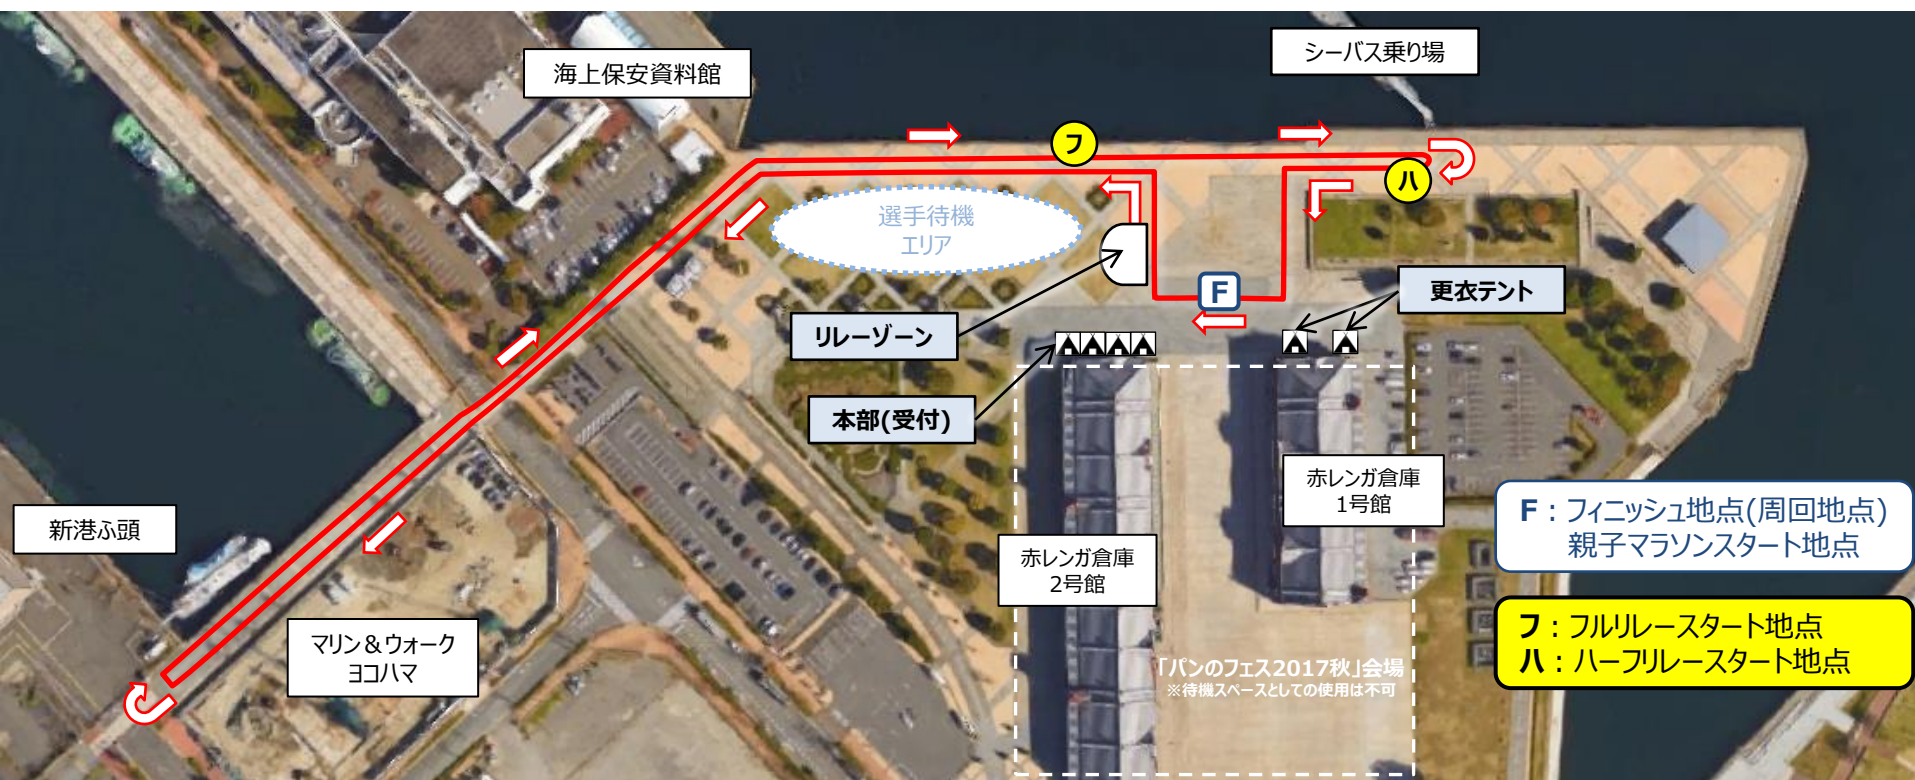 海上保安資料館
シーバス乗り場
フ
ハ
選手待機
エリア
F
更衣テント
リレーゾーン
本部(受付)
赤レンガ倉庫
1号館
新港ふ頭
赤レンガ倉庫
2号館
F：フィニッシュ地点(周回地点)
親子マラソンスタート地点
マリン＆ウォーク
ヨコハマ
フ：フルリレースタート地点
ハ：ハーフリレースタート地点
「パンのフェス2017秋」会場
※待機スペースとしての使用は不可